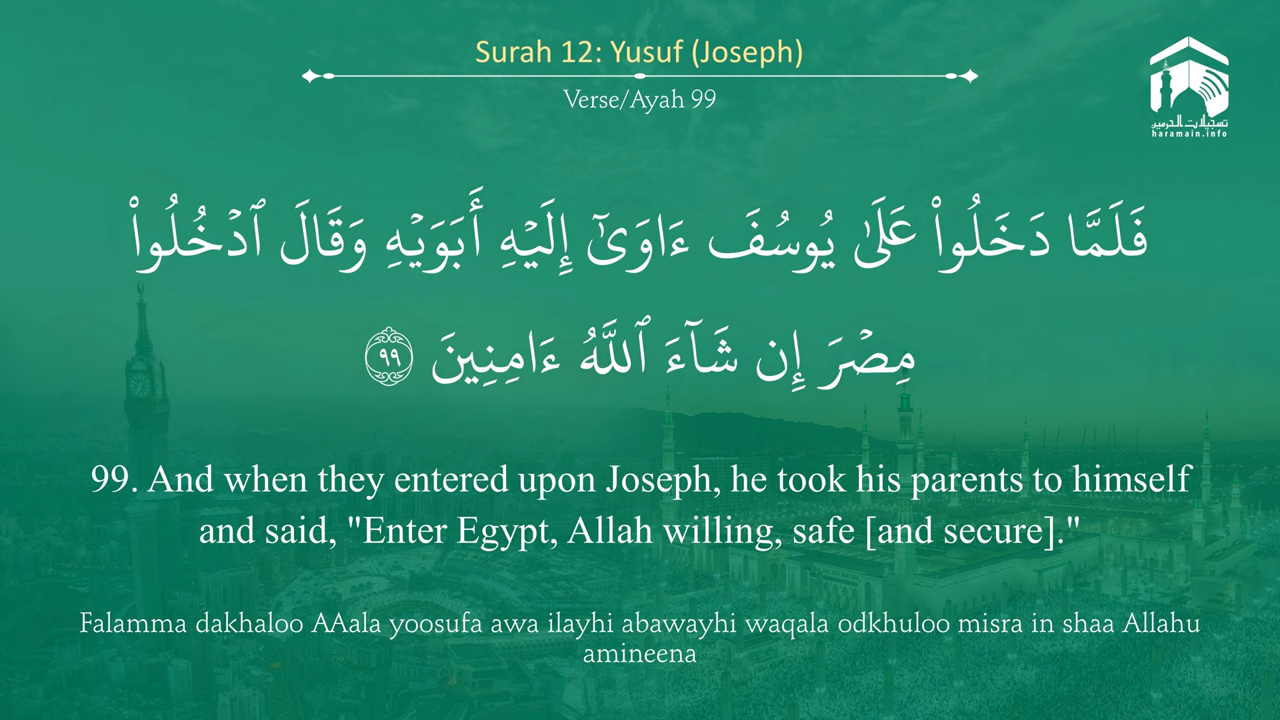 Surah 12: Yusuf (Joseph)
Verse/Ayah 99
تسجيلات الحرمين
haramain.info
فَلَمَّا دَخَلُوا۟ عَلَىٰ يُوسُفَ ءَاوَىٰٓ إِلَيْهِ أَبَوَيْهِ وَقَالَ ٱدْخُلُوا۟
مِصْرَ إِن شَآءَ ٱللَّهُ ءَامِنِينَ ٩٩
99. And when they entered upon Joseph, he took his parents to himself
and said, "Enter Egypt, Allah willing, safe [and secure]."
Falamma dakhaloo AAala yoosufa awa ilayhi abawayhi waqala odkhuloo misra in shaa Allahu
amineena